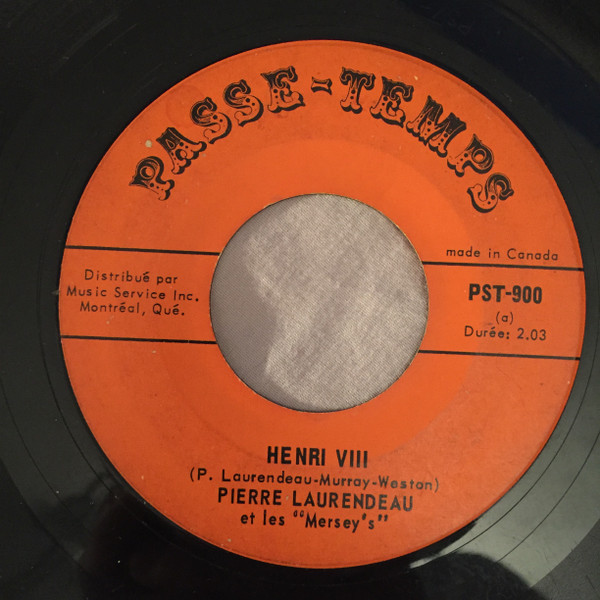 PASSE-TEMPS
made in Canada
Distribué par
Music Service Inc.
Montréal, Qué.
PST-900
(a)
Durée: 2.03
HENRI VIII
(P. Laurendeau-Murray-Weston)
PIERRE LAURENDEAU
et les "Mersey's"